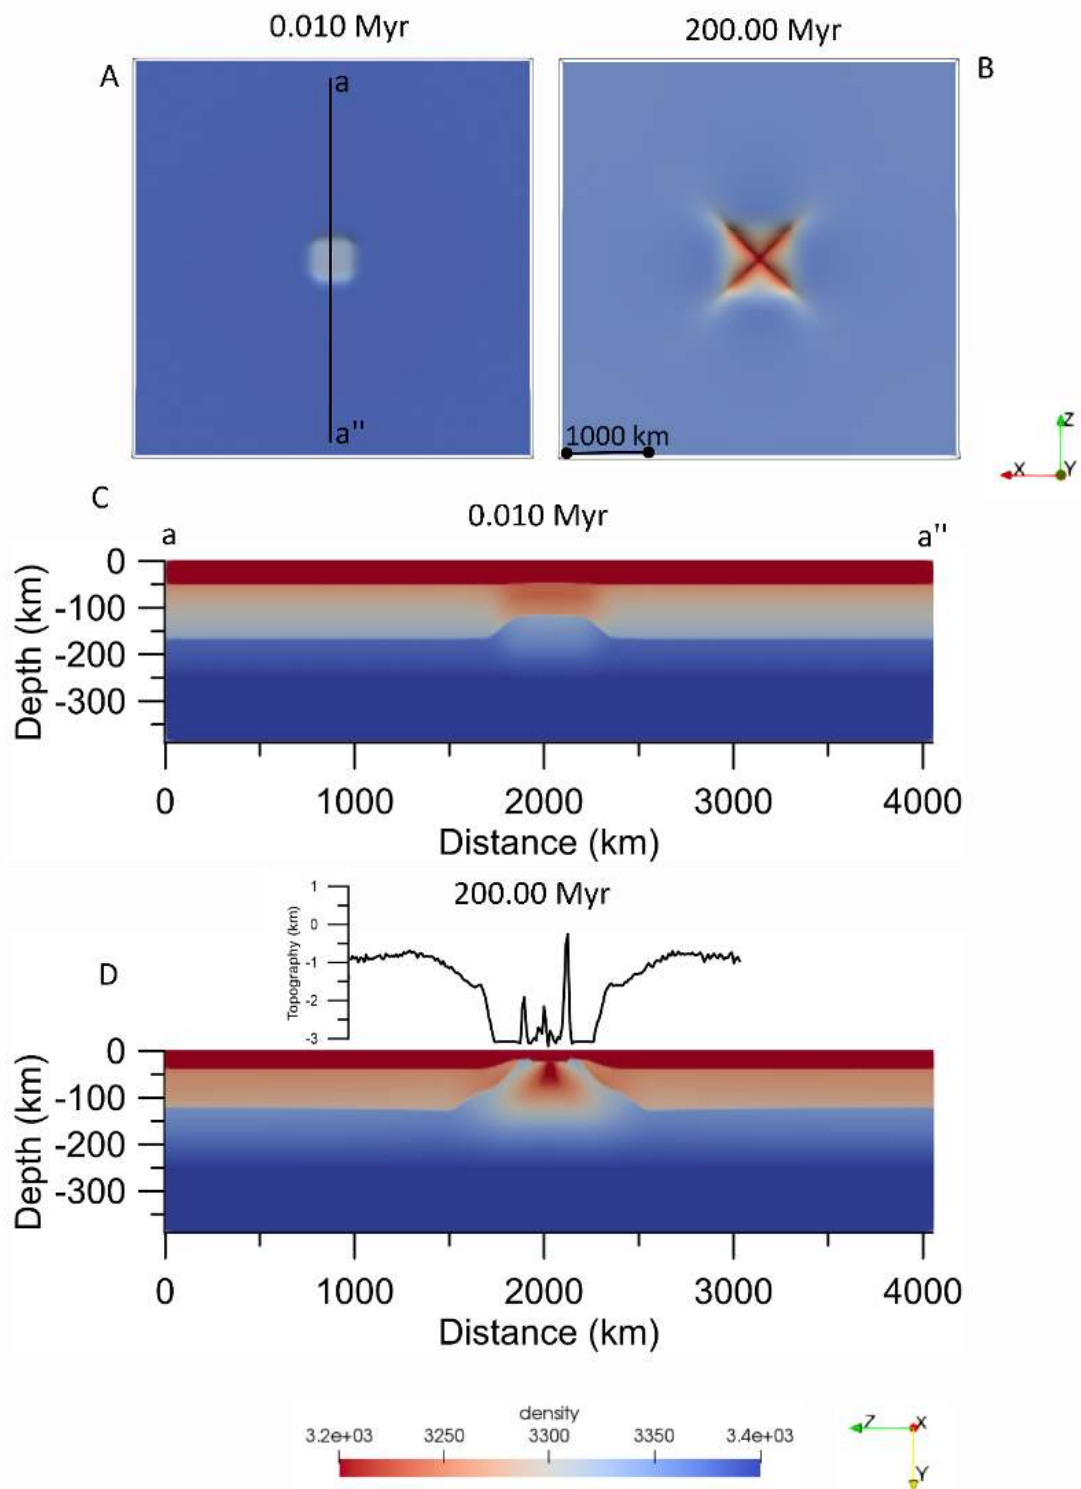 0.010 Myr
200.00 Myr
A
a
a"
B
1000 km
Z
X
Y
C
0.010 Myr
a
a"
Depth (km)
0
-100
-200
-300
0
1000
2000
3000
4000
Distance (km)
200.00 Myr
D
Topography (km)
1
0
-1
-2
-3
Depth (km)
0
-100
-200
-300
0
1000
2000
3000
4000
Distance (km)
density
3.2e+03
3250
3300
3350
3.4e+03
Z
X
Y